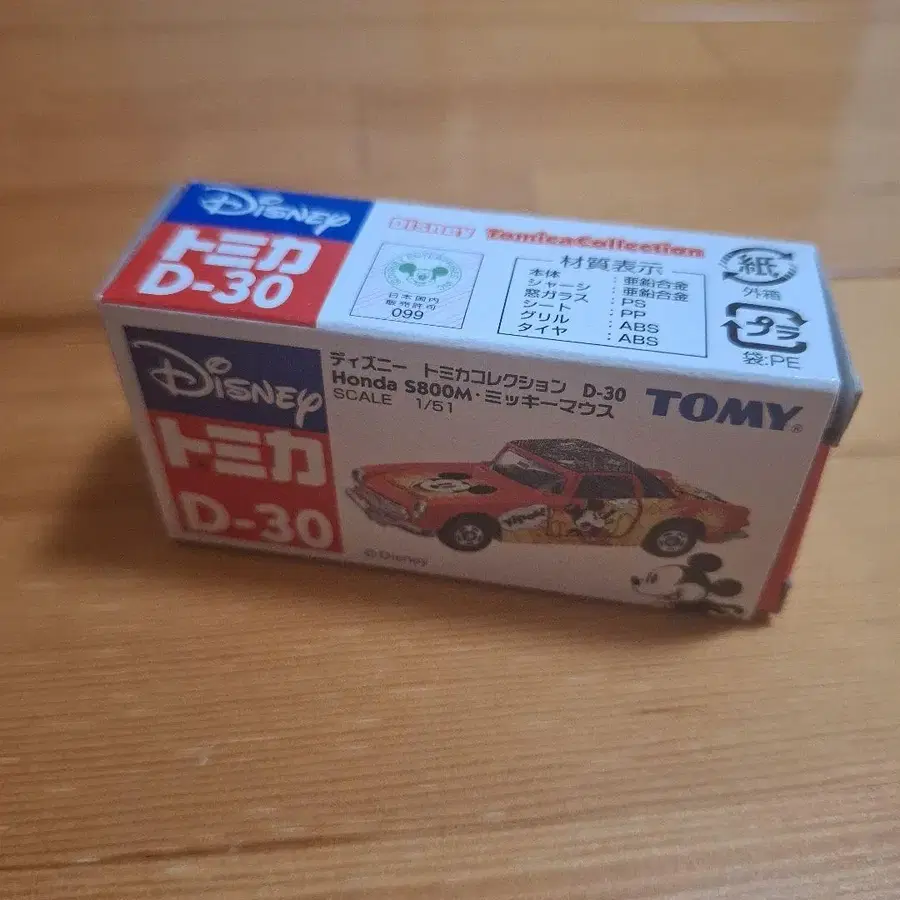 Disney
トミカ
D-30
Disney TomicaCollection
日本国内
販売許可
099
材質表示
本体 : 亜鉛合金
シャーシ : 亜鉛合金
窓ガラス : PS
シート : PP
グリル : ABS
タイヤ : ABS
紙
外箱
プラ
袋:PE
Disney
トミカ
D-30
ディズニー トミカコレクション D-30
Honda S800M・ミッキーマウス
SCALE 1/51
TOMY®
©Disney